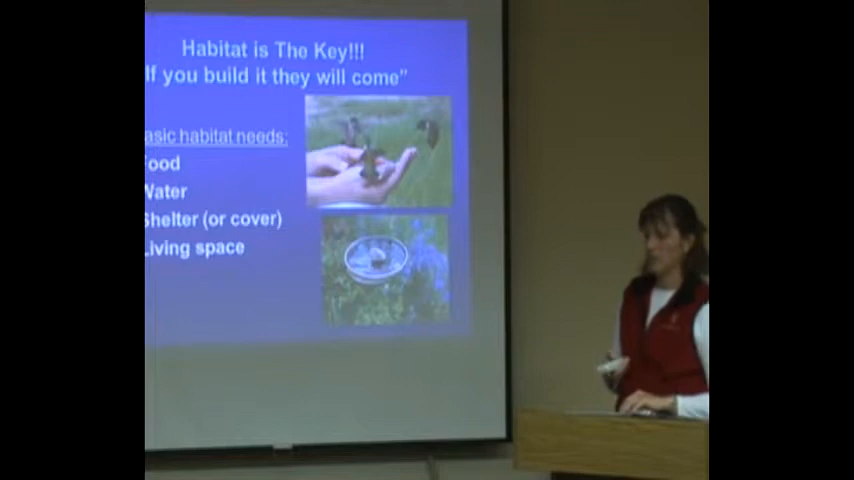 Habitat is The Key!!!
If you build it they will come”
asic habitat needs:
Food
Water
Shelter (or cover)
Living space